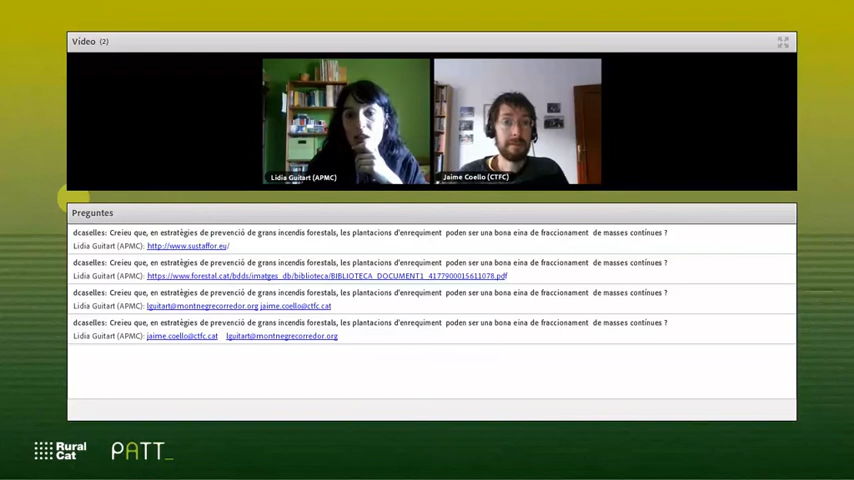 Vídeo (2)
Lidia Guitart (APMC)
Jaime Coello (CTFC)
Preguntes
dcaselles: Creieu que, en estratègies de prevenció de grans incendis forestals, les plantacions d'enrequiment poden ser una bona eina de fraccionament de masses contínues ?
Lidia Guitart (APMC): http://www.sustaffor.eu/
dcaselles: Creieu que, en estratègies de prevenció de grans incendis forestals, les plantacions d'enrequiment poden ser una bona eina de fraccionament de masses contínues ?
Lidia Guitart (APMC): https://www.forestal.cat/bdds/imatges_db/biblioteca/BIBLIOTECA_DOCUMENT1_4177900015611078.pdf
dcaselles: Creieu que, en estratègies de prevenció de grans incendis forestals, les plantacions d'enrequiment poden ser una bona eina de fraccionament de masses contínues ?
Lidia Guitart (APMC): lguitart@montnegrecorredor.org jaime.coello@ctfc.cat
dcaselles: Creieu que, en estratègies de prevenció de grans incendis forestals, les plantacions d'enrequiment poden ser una bona eina de fraccionament de masses contínues ?
Lidia Guitart (APMC): jaime.coello@ctfc.cat lguitart@montnegrecorredor.org
Rural
Cat
PATT_